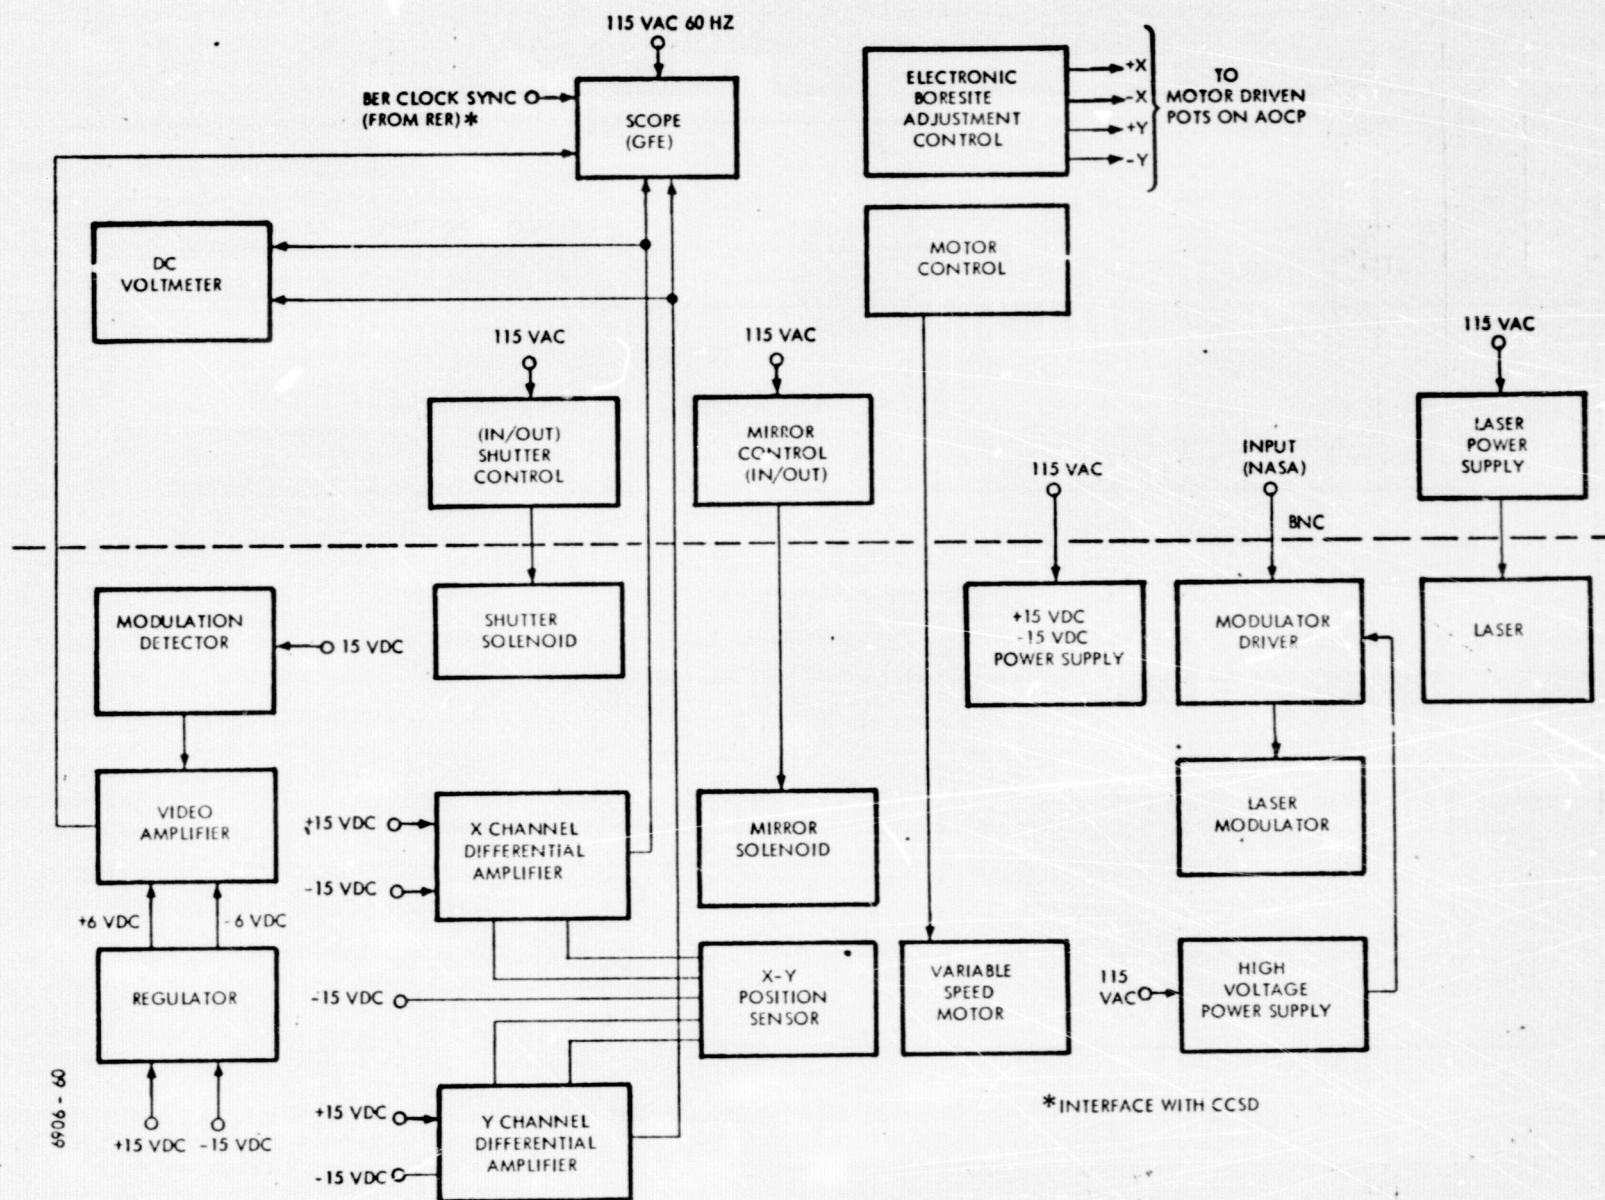 115 VAC 60 HZ
BER CLOCK SYNC
(FROM RER)*
SCOPE
(GFE)
ELECTRONIC
BORESITE
ADJUSTMENT
CONTROL
+X
-X
+Y
-Y
TO
MOTOR DRIVEN
POTS ON AOCP
DC
VOLTMETER
MOTOR
CONTROL
115 VAC
(IN/OUT)
SHUTTER
CONTROL
115 VAC
MIRROR
CONTROL
(IN/OUT)
115 VAC
INPUT
(NASA)
BNC
115 VAC
LASER
POWER
SUPPLY
MODULATION
DETECTOR
15 VDC
SHUTTER
SOLENOID
+15 VDC
-15 VDC
POWER SUPPLY
MODULATOR
DRIVER
LASER
VIDEO
AMPLIFIER
+15 VDC
-15 VDC
X CHANNEL
DIFFERENTIAL
AMPLIFIER
MIRROR
SOLENOID
LASER
MODULATOR
+6 VDC
-6 VDC
REGULATOR
-15 VDC
X-Y
POSITION
SENSOR
VARIABLE
SPEED
MOTOR
115
VAC
HIGH
VOLTAGE
POWER SUPPLY
+15 VDC
-15 VDC
+15 VDC
-15 VDC
Y CHANNEL
DIFFERENTIAL
AMPLIFIER
*INTERFACE WITH CCSD
6906-60